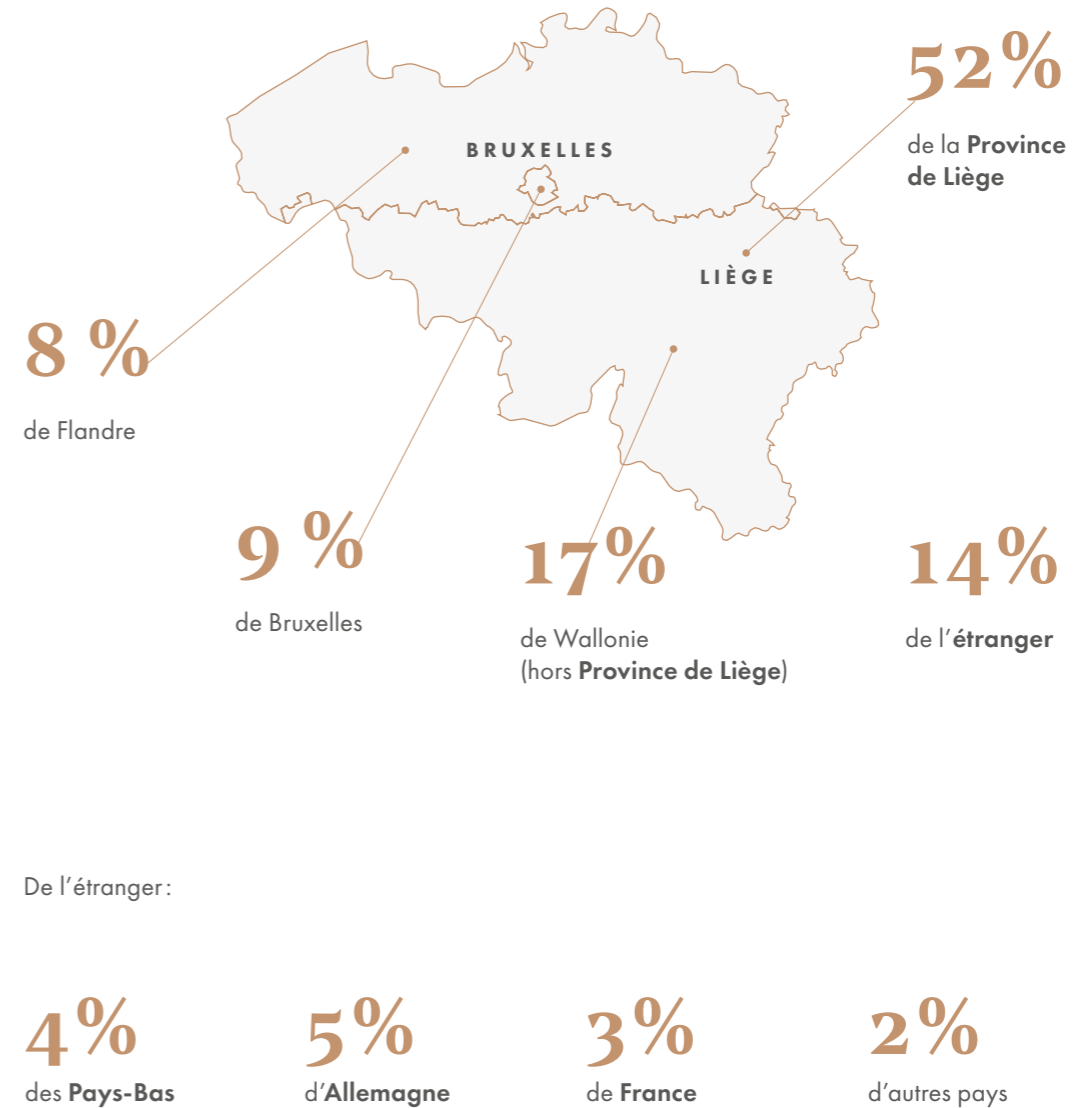 52%
de la Province
de Liège
BRUXELLES
LIÈGE
8 %
de Flandre
9 %
de Bruxelles
17%
de Wallonie
(hors Province de Liège)
14%
de l’étranger
De l’étranger :
4%
des Pays-Bas
5%
d’Allemagne
3%
de France
2%
d’autres pays